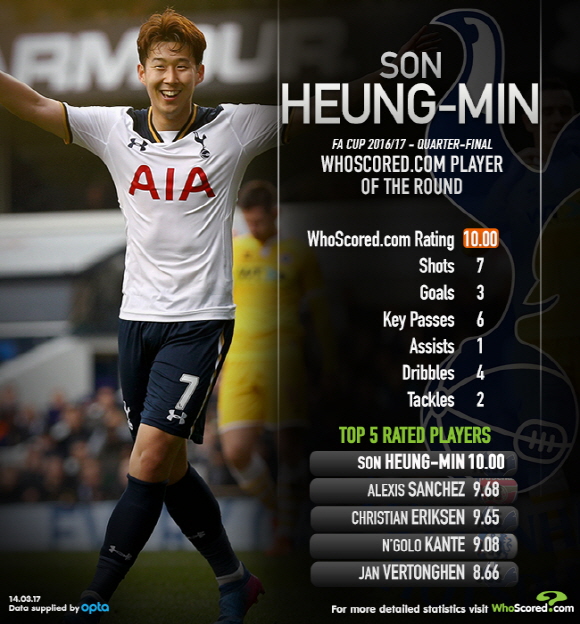 ARMOUR
SON
HEUNG-MIN
FA CUP 2016/17 - QUARTER-FINAL
WHOSCORED.COM PLAYER
OF THE ROUND
AIA
7
WhoScored.com Rating 10.00
Shots 7
Goals 3
Key Passes 6
Assists 1
Dribbles 4
Tackles 2
TOP 5 RATED PLAYERS
SON HEUNG-MIN 10.00
ALEXIS SANCHEZ 9.68
CHRISTIAN ERIKSEN 9.65
N'GOLO KANTE 9.08
JAN VERTONGHEN 8.66
14.03.17
Data supplied by opta
For more detailed statistics visit WhoScored.com